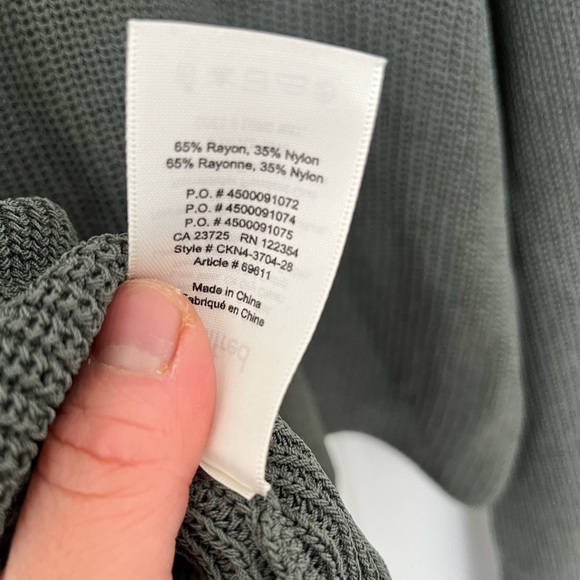 65% Rayon, 35% Nylon
65% Rayonne, 35% Nylon
P.O. # 4500091072
P.O. # 4500091074
P.O. # 4500091075
CA 23725 RN 122354
Style # CKN4-3704-28
Article # 69611
Made in China
Fabriqué en Chine